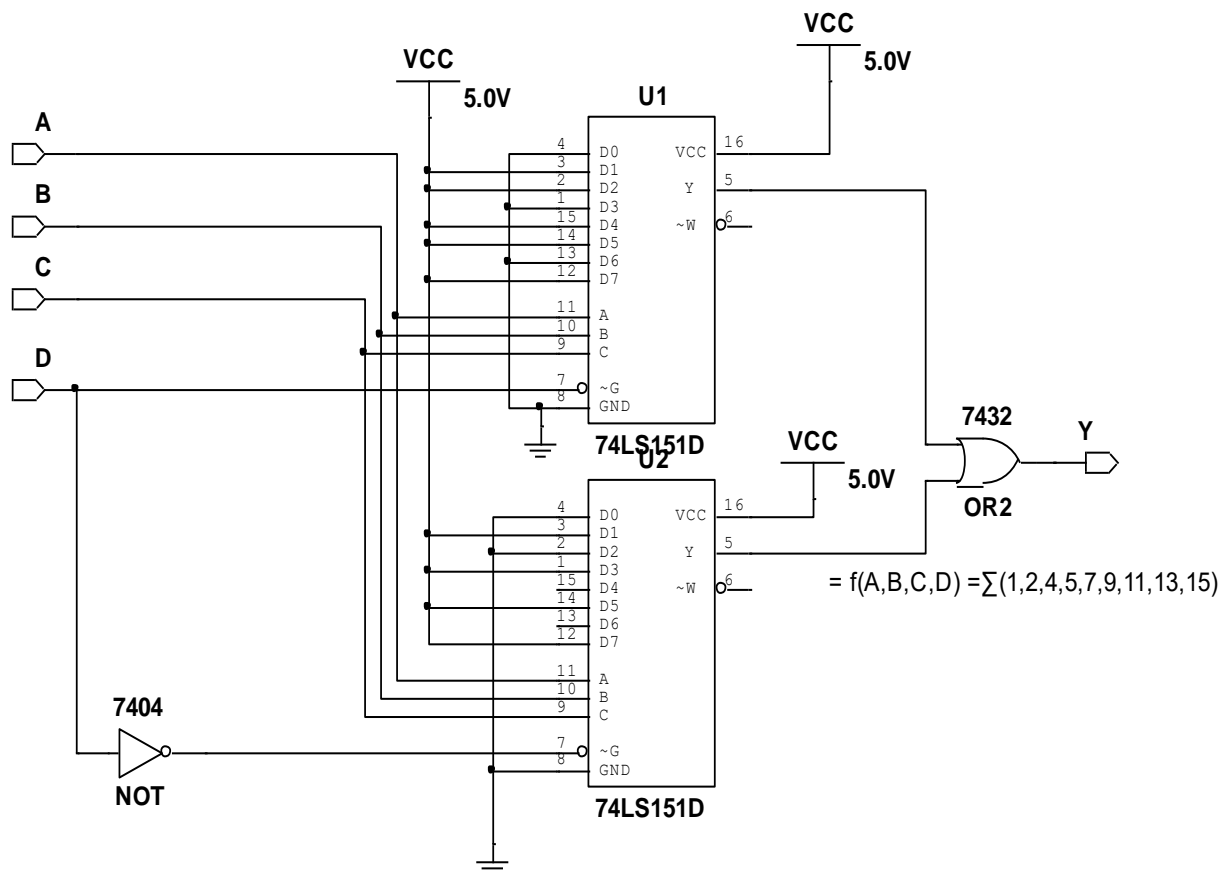 VCC
5.0V
VCC
5.0V
A
B
C
D
U1
4 D0 VCC 16
3 D1
2 D2 Y 5
1 D3
15 D4 ~W 6
14 D5
13 D6
12 D7
11 A
10 B
9 C
7 ~G
8 GND
74LS151D
U2
VCC
5.0V
4 D0 VCC 16
3 D1
2 D2 Y 5
1 D3
15 D4 ~W 6
14 D5
13 D6
12 D7
11 A
10 B
9 C
7 ~G
8 GND
74LS151D
7404
NOT
7432
OR2
Y
= f(A,B,C,D) =∑(1,2,4,5,7,9,11,13,15)